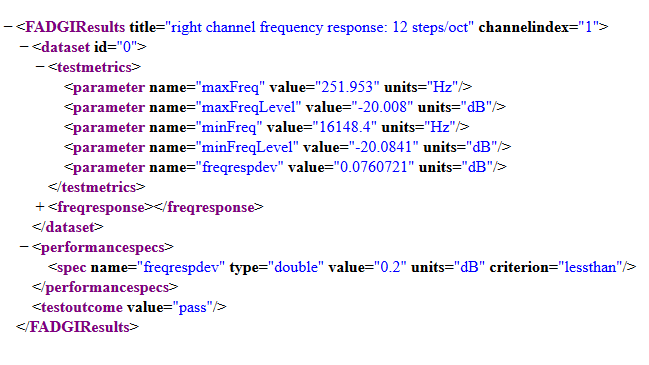 −<FADGIResults title="right channel frequency response: 12 steps/oct" channelindex="1">
−<dataset id="0">
−<testmetrics>
<parameter name="maxFreq" value="251.953" units="Hz"/>
<parameter name="maxFreqLevel" value="-20.008" units="dB"/>
<parameter name="minFreq" value="16148.4" units="Hz"/>
<parameter name="minFreqLevel" value="-20.0841" units="dB"/>
<parameter name="freqrespdev" value="0.0760721" units="dB"/>
</testmetrics>
+<freqresponse></freqresponse>
</dataset>
−<performancespecs>
<spec name="freqrespdev" type="double" value="0.2" units="dB" criterion="lessthan"/>
</performancespecs>
<testoutcome value="pass"/>
</FADGIResults>